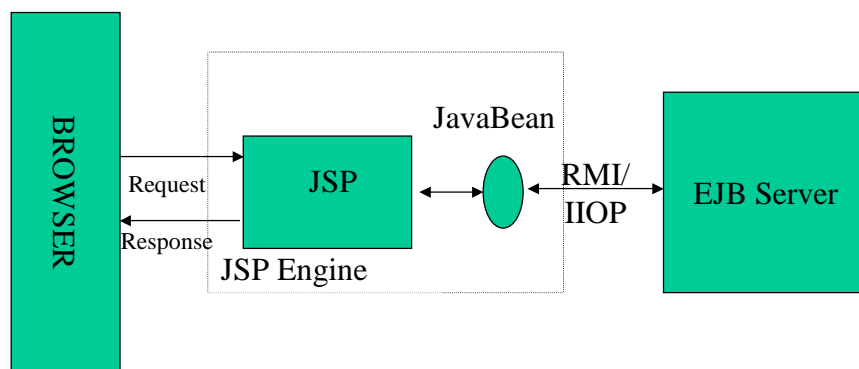 BROWSER
Request
Response
JSP
JSP Engine
JavaBean
RMI/
IIOP
EJB Server